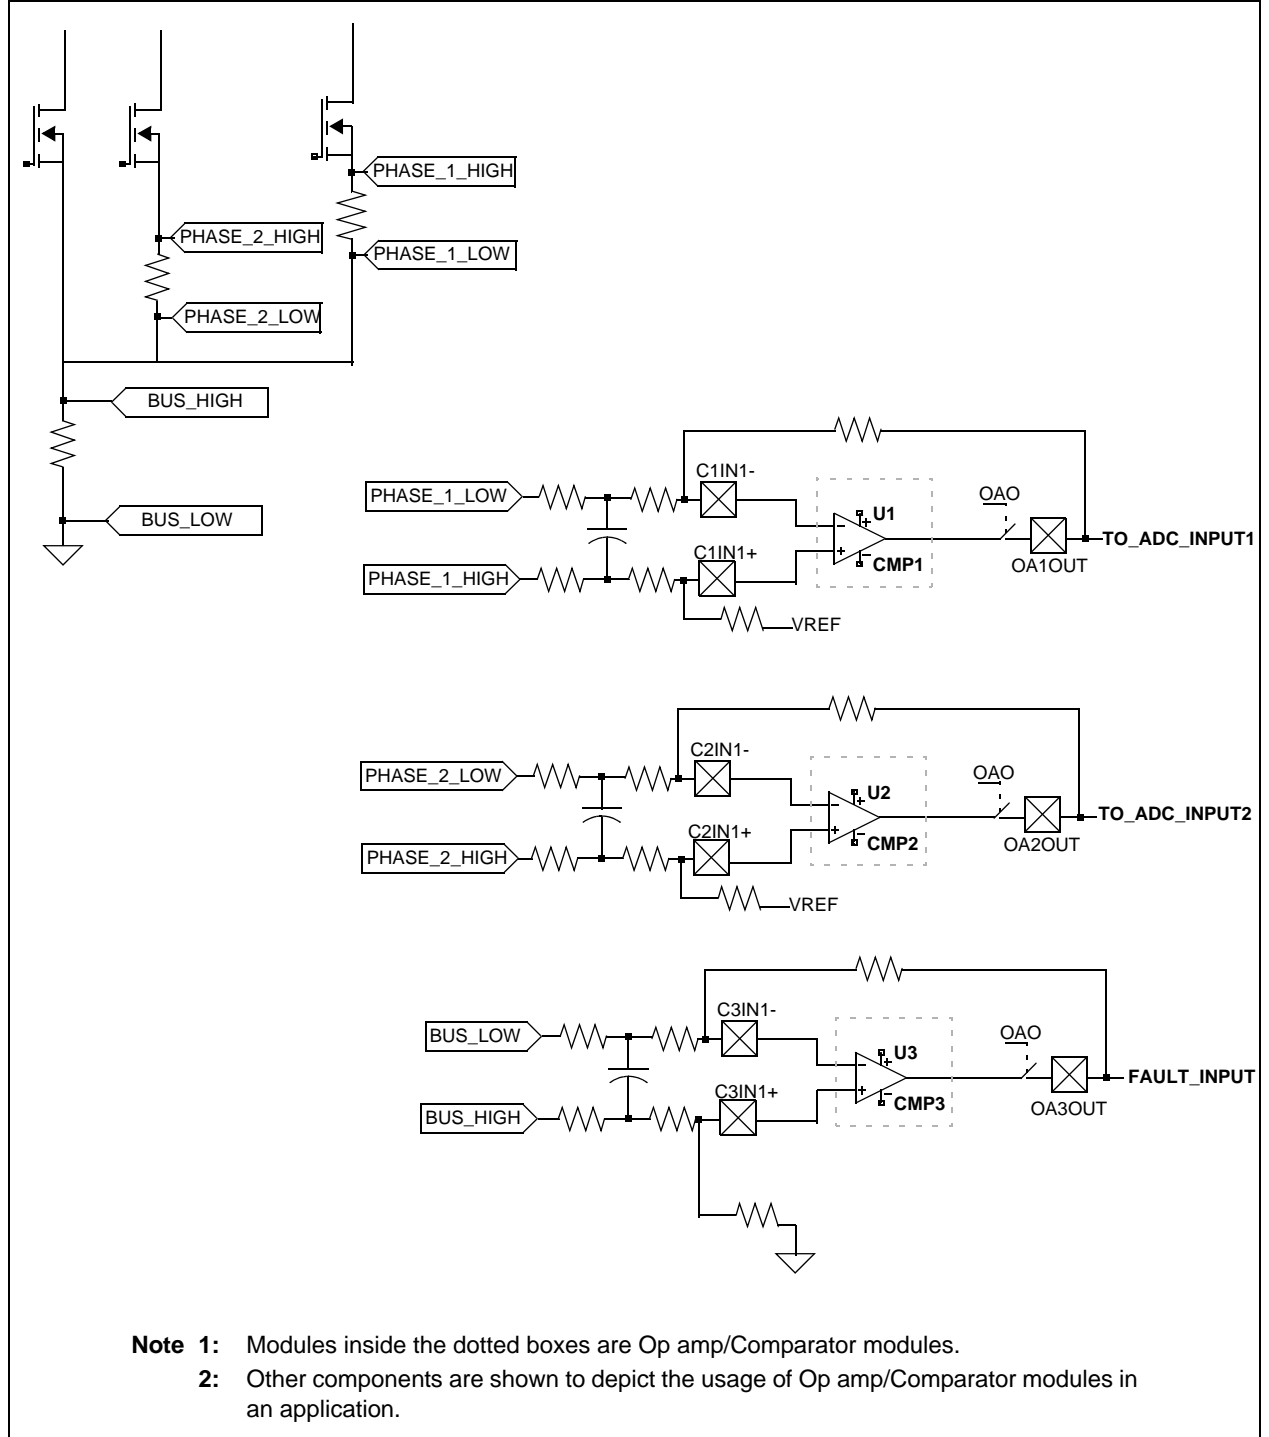 PHASE_1_HIGH
PHASE_2_HIGH
PHASE_1_LOW
PHASE_2_LOW
BUS_HIGH
BUS_LOW
C1IN1-
PHASE_1_LOW
OAO
U1
+
-
TO_ADC_INPUT1
+
-
C1IN1+
CMP1
OA1OUT
PHASE_1_HIGH
VREF
C2IN1-
PHASE_2_LOW
OAO
U2
+
-
TO_ADC_INPUT2
+
-
C2IN1+
CMP2
OA2OUT
PHASE_2_HIGH
VREF
C3IN1-
BUS_LOW
OAO
U3
+
-
FAULT_INPUT
+
-
C3IN1+
CMP3
OA3OUT
BUS_HIGH
Note 1: Modules inside the dotted boxes are Op amp/Comparator modules.
2: Other components are shown to depict the usage of Op amp/Comparator modules in
an application.